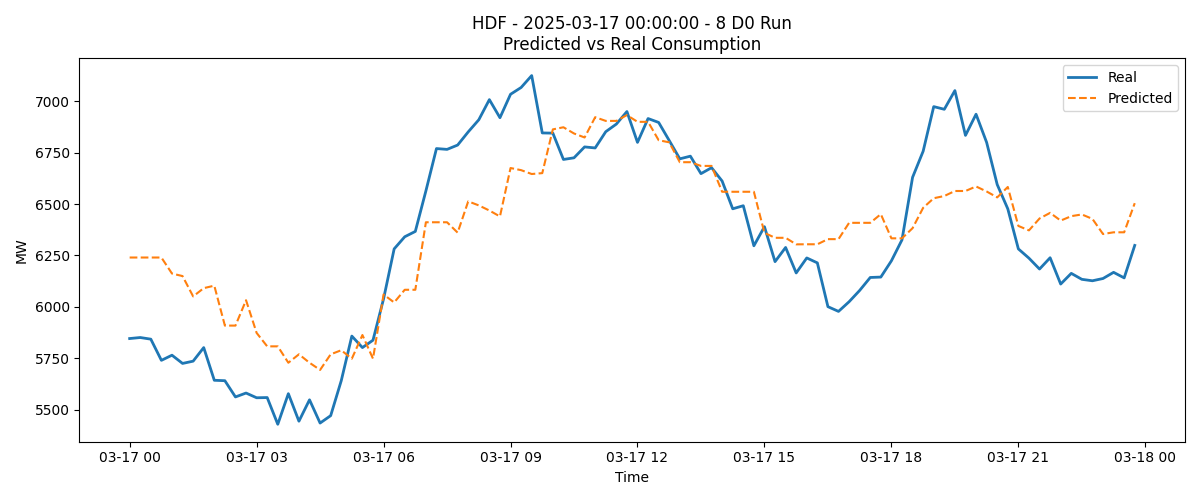 HDF - 2025-03-17 00:00:00 - 8 D0 Run
Predicted vs Real Consumption
Real
Predicted
MW
7000
6750
6500
6250
6000
5750
5500
03-17 00
03-17 03
03-17 06
03-17 09
03-17 12
03-17 15
03-17 18
03-17 21
03-18 00
Time